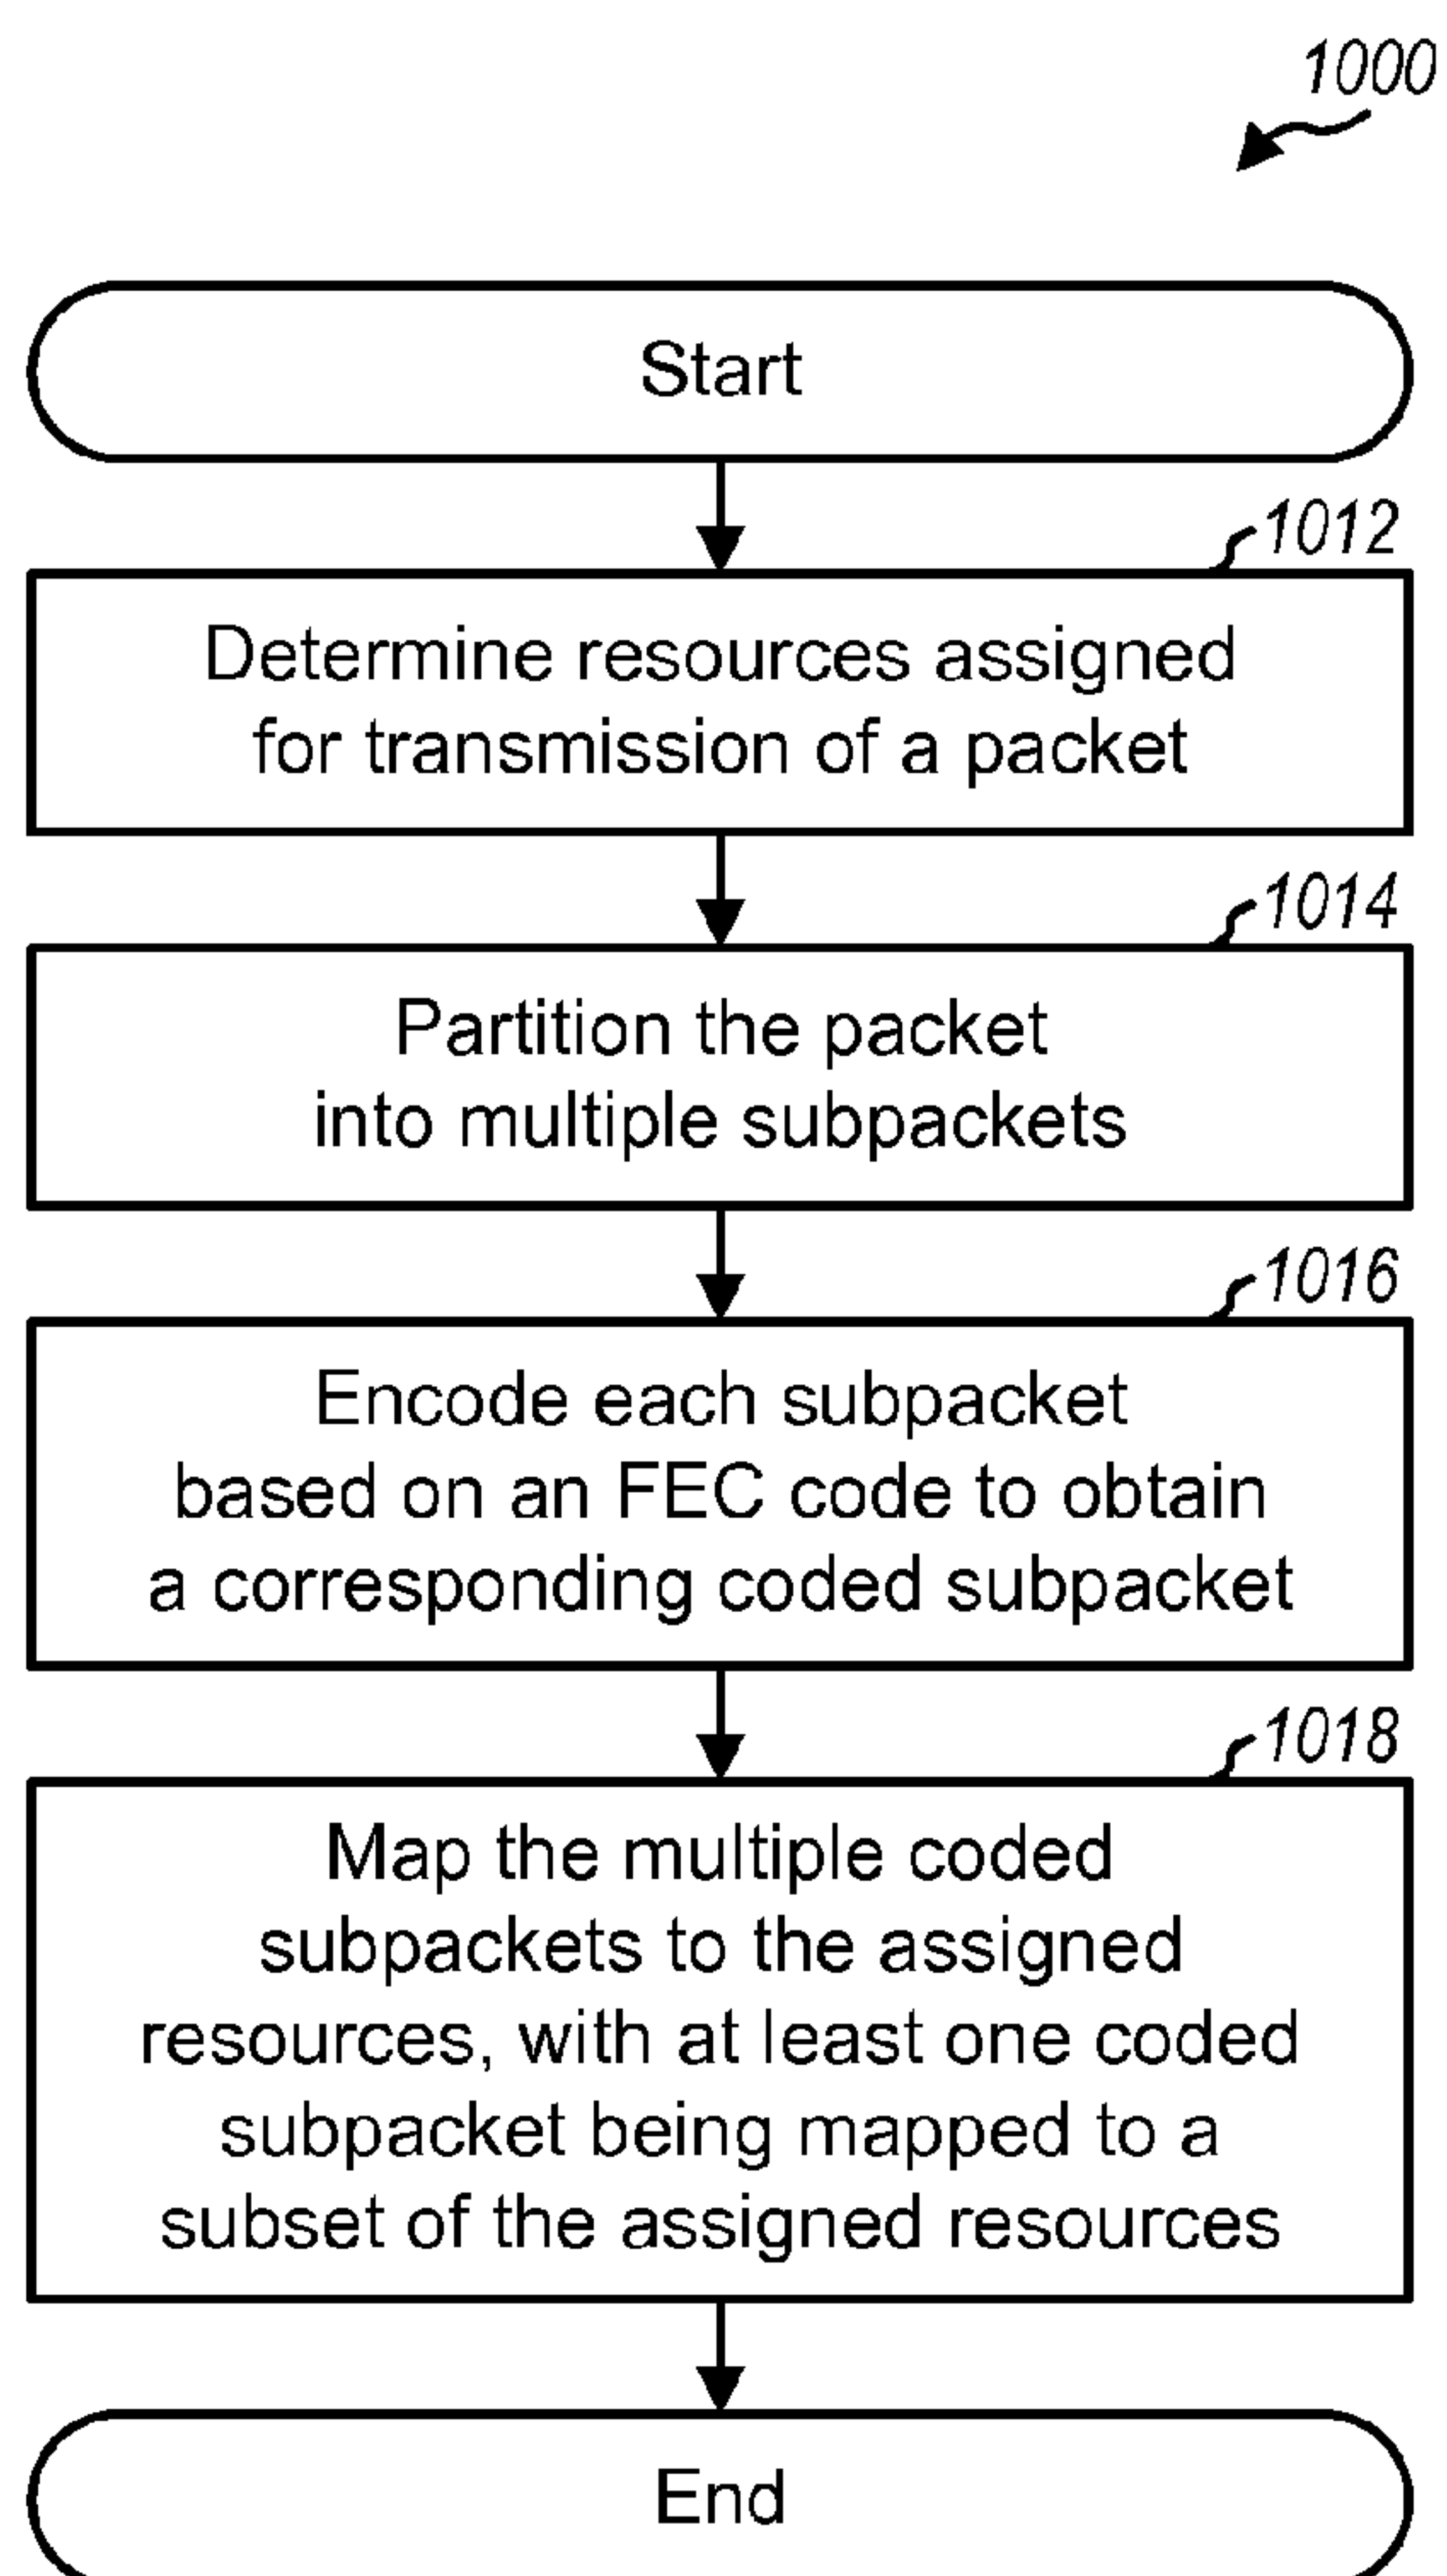 1000
Start
1012
Determine resources assigned
for transmission of a packet
1014
Partition the packet
into multiple subpackets
1016
Encode each subpacket
based on an FEC code to obtain
a corresponding coded subpacket
1018
Map the multiple coded
subpackets to the assigned
resources, with at least one coded
subpacket being mapped to a
subset of the assigned resources
End